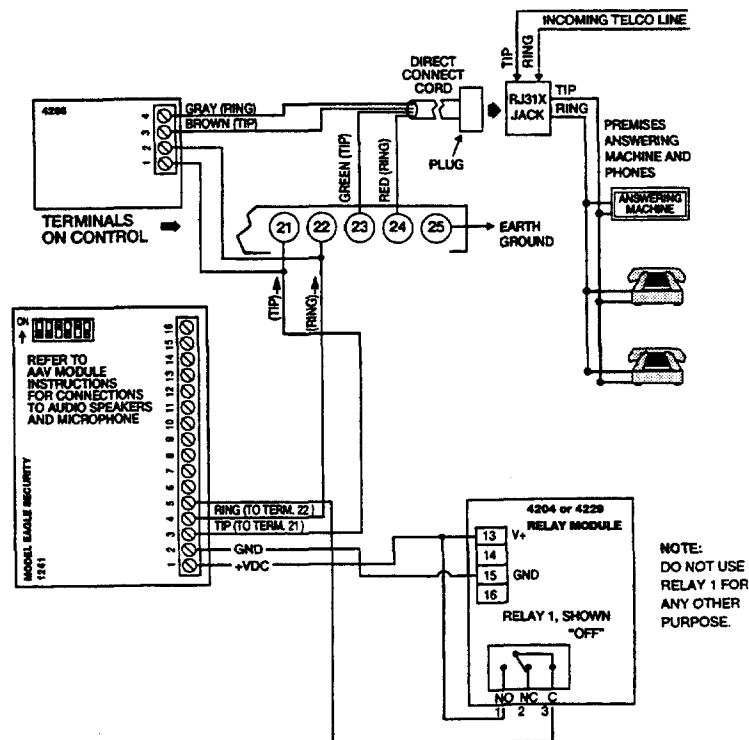 INCOMING TELCO LINE
TIP
RING
DIRECT
CONNECT
CORD
RJ31X
JACK
TIP
RING
PLUG
4286
4
3
2
1
GRAY (RING)
BROWN (TIP)
GREEN (TIP)
RED (RING)
PREMISES
ANSWERING
MACHINE AND
PHONES
ANSWERING
MACHINE
TERMINALS
ON CONTROL
21
22
23
24
25
EARTH
GROUND
(TIP)
(RING)
ON
REFER TO
AAV MODULE
INSTRUCTIONS
FOR CONNECTIONS
TO AUDIO SPEAKERS
AND MICROPHONE
MODEL EAGLE SECURITY
1241
16
15
14
13
12
11
10
9
8
7
6
5
4
3
2
1
RING (TO TERM. 22)
TIP (TO TERM. 21)
GND
+VDC
4204 or 4229
RELAY MODULE
13 V+
14
15 GND
16
RELAY 1, SHOWN
"OFF"
NO NC C
1 2 3
NOTE:
DO NOT USE
RELAY 1 FOR
ANY OTHER
PURPOSE.